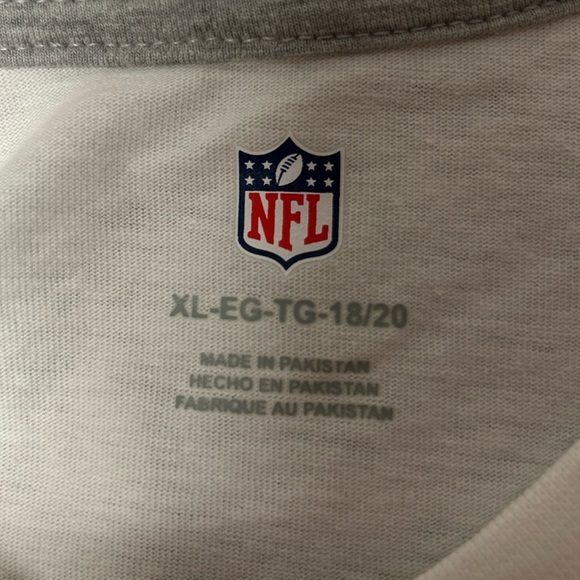 NFL
XL-EG-TG-18/20
MADE IN PAKISTAN
HECHO EN PAKISTAN
FABRIQUE AU PAKISTAN